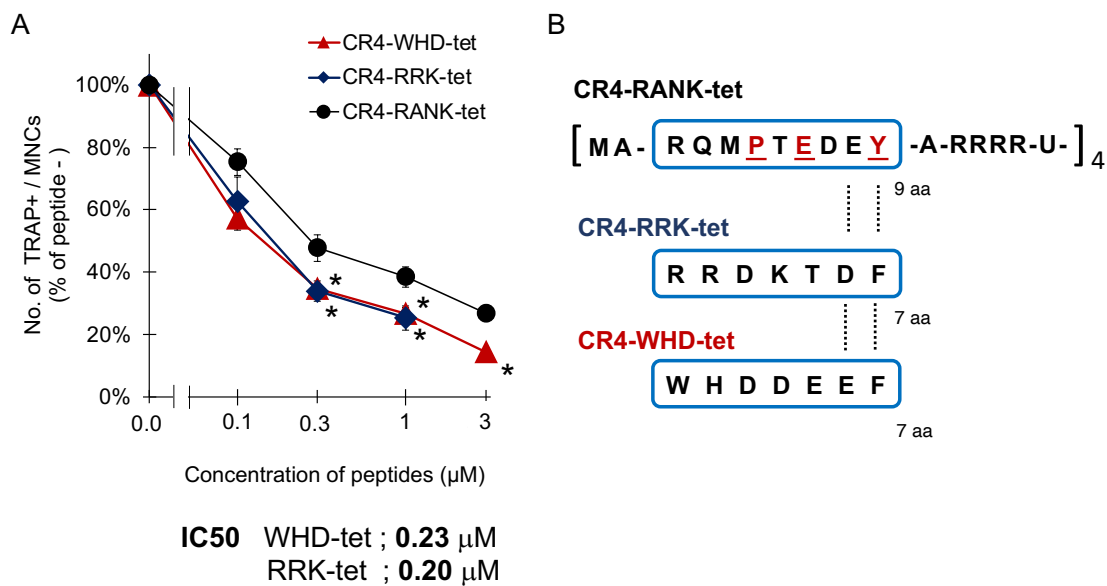 A
CR4-WHD-tet
CR4-RRK-tet
CR4-RANK-tet
No. of TRAP+ / MNCs
(% of peptide - )
100%
80%
60%
40%
20%
0%
*
*
*
*
*
0.0
0.1
0.3
1
3
Concentration of peptides (μM)
IC50 WHD-tet ; 0.23 μM
RRK-tet ; 0.20 μM
B
CR4-RANK-tet
[ MA- R Q M P T E D E Y -A-RRRR-U- ] 4
9 aa
CR4-RRK-tet
R R D K T D F
7 aa
CR4-WHD-tet
W H D D E E F
7 aa